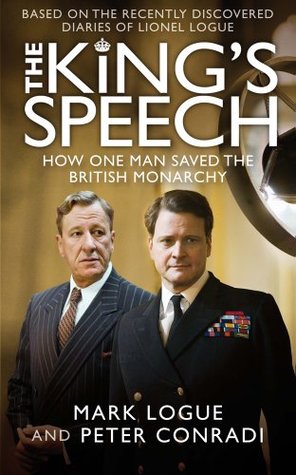 BASED ON THE RECENTLY DISCOVERED
DIARIES OF LIONEL LOGUE
THE KING'S
SPEECH
HOW ONE MAN SAVED THE
BRITISH MONARCHY
MARK LOGUE
AND PETER CONRADI